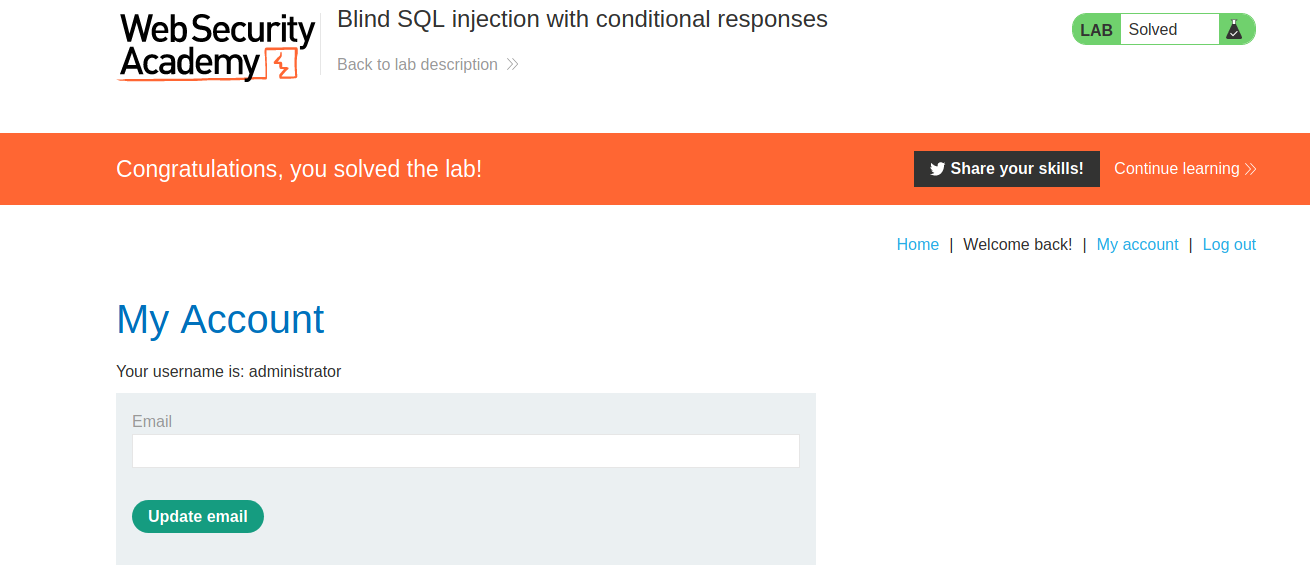 Web Security
Academy
Blind SQL injection with conditional responses
Back to lab description
LAB Solved
Congratulations, you solved the lab!
Share your skills!
Continue learning
Home | Welcome back! | My account | Log out
My Account
Your username is: administrator
Email
Update email